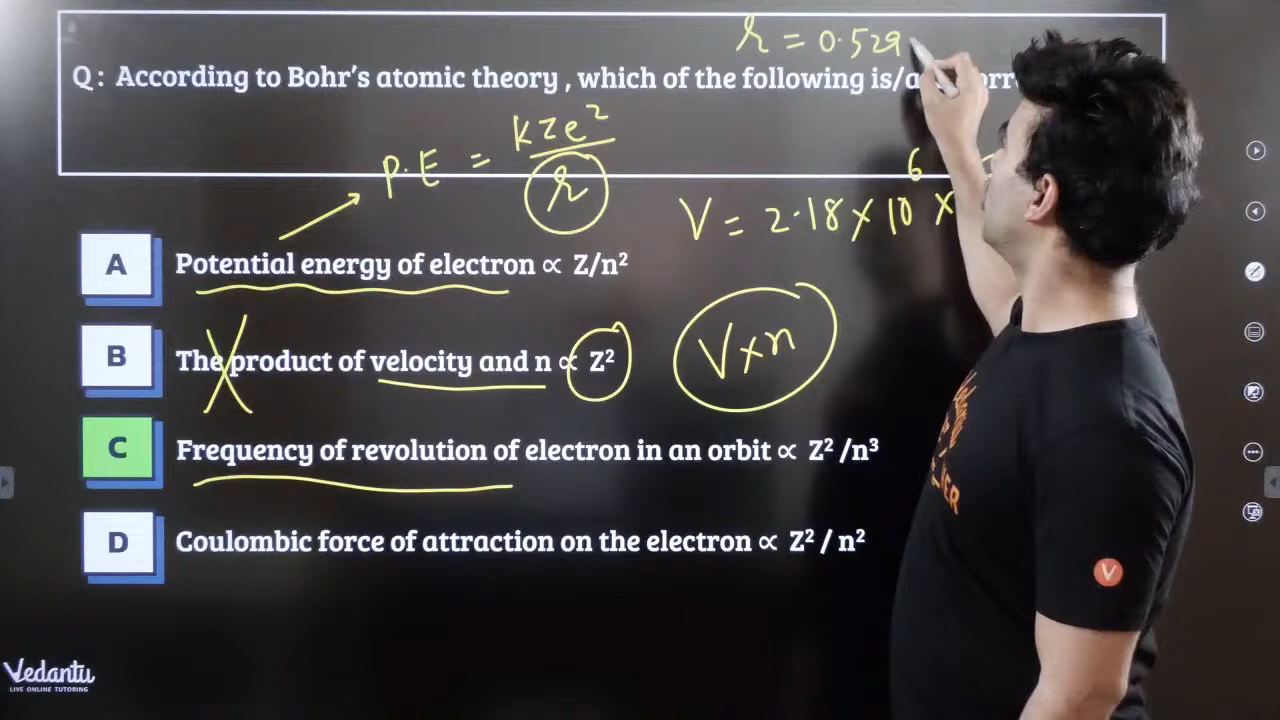 r = 0.529
Q : According to Bohr's atomic theory , which of the following is/a
P.E = KZe²/r
V = 2.18 × 10⁶ ×
A Potential energy of electron ∝ Z/n²
B The product of velocity and n ∝ Z²
V×n
C Frequency of revolution of electron in an orbit ∝ Z² /n³
D Coulombic force of attraction on the electron ∝ Z² / n²
V
Vedantu
LIVE ONLINE TUTORING